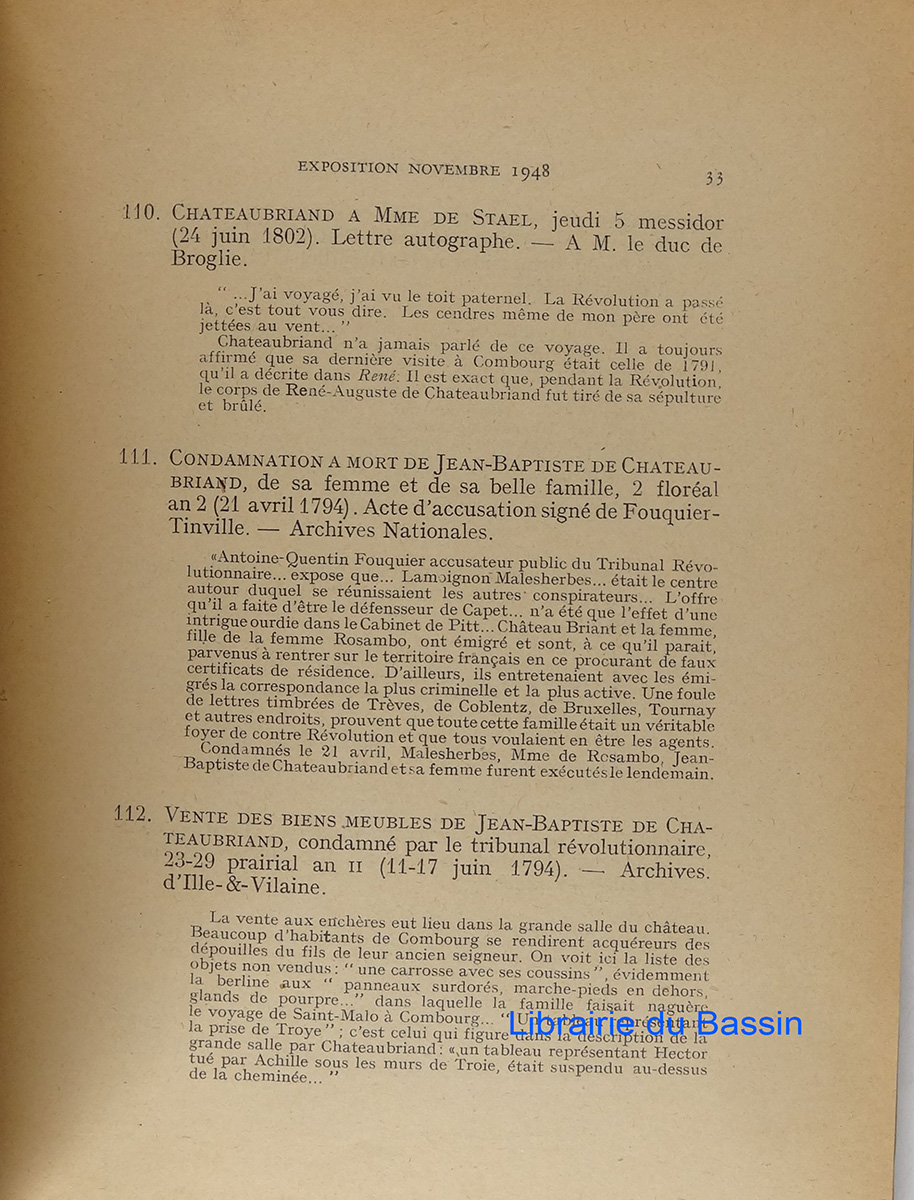 EXPOSITION NOVEMBRE 1948
33
110. CHATEAUBRIAND A MME DE STAEL, jeudi 5 messidor
(24 juin 1802). Lettre autographe. — A M. le duc de
Broglie.
" ...J'ai voyagé, j'ai vu le toit paternel. La Révolution a passé
là, c'est tout vous dire. Les cendres même de mon père ont été
jettées au vent... "
Chateaubriand n'a jamais parlé de ce voyage. Il a toujours
affirmé que sa dernière visite à Combourg était celle de 1791,
qu'il a décrite dans René. Il est exact que, pendant la Révolution,
le corps de René-Auguste de Chateaubriand fut tiré de sa sépulture
et brûlé.
111. CONDAMNATION A MORT DE JEAN-BAPTISTE DE CHATEAU-
BRIAND, de sa femme et de sa belle famille, 2 floréal
an 2 (21 avril 1794). Acte d'accusation signé de Fouquier-
Tinville. — Archives Nationales.
«Antoine-Quentin Fouquier accusateur public du Tribunal Révo-
lutionnaire... expose que... Lamoignon Malesherbes... était le centre
autour duquel se réunissaient les autres conspirateurs... L'offre
qu'il a faite d'être le défensseur de Capet... n'a été que l'effet d'une
intrigue ourdie dans le Cabinet de Pitt... Château Briant et la femme,
fille de la femme Rosambo, ont émigré et sont, à ce qu'il parait,
parvenus à rentrer sur le territoire français en ce procurant de faux
certificats de résidence. D'ailleurs, ils entretenaient avec les émi-
grés la correspondance la plus criminelle et la plus active. Une foule
de lettres timbrées de Trèves, de Coblentz, de Bruxelles, Tournay
et autres endroits, prouvent que toute cette famille était un véritable
foyer de contre Révolution et que tous voulaient en être les agents.
Condamnés le 21 avril, Malesherbes, Mme de Rosambo, Jean-
Baptiste de Chateaubriand et sa femme furent exécutés le lendemain.
112. VENTE DES BIENS MEUBLES DE JEAN-BAPTISTE DE CHA-
TEAUBRIAND, condamné par le tribunal révolutionnaire,
23-29 prairial an II (11-17 juin 1794). — Archives
d'Ille-&-Vilaine.
La vente aux enchères eut lieu dans la grande salle du château.
Beaucoup d'habitants de Combourg se rendirent acquéreurs des
dépouilles du fils de leur ancien seigneur. On voit ici la liste des
objets non vendus : " une carrosse avec ses coussins ", évidemment
la berline aux " panneaux surdorés, marche-pieds en dehors,
glands de pourpre..." dans laquelle la famille faisait naguère
le voyage de Saint-Malo à Combourg... " Un tableau représentant
la prise de Troye " ; c'est celui qui figure dans la description de la
grande salle par Chateaubriand : « un tableau représentant Hector
tué par Achille sous les murs de Troie, était suspendu au-dessus
de la cheminée... "
Librairie du Bassin